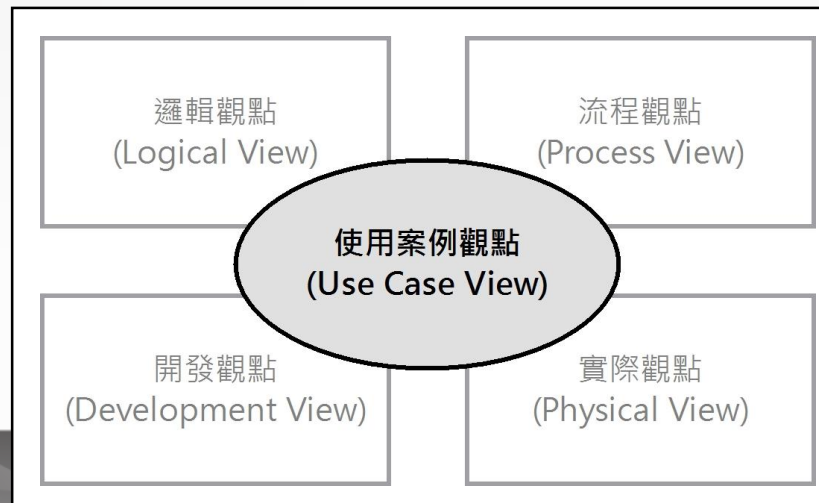 邏輯觀點
(Logical View)
流程觀點
(Process View)
使用案例觀點
(Use Case View)
開發觀點
(Development View)
實際觀點
(Physical View)